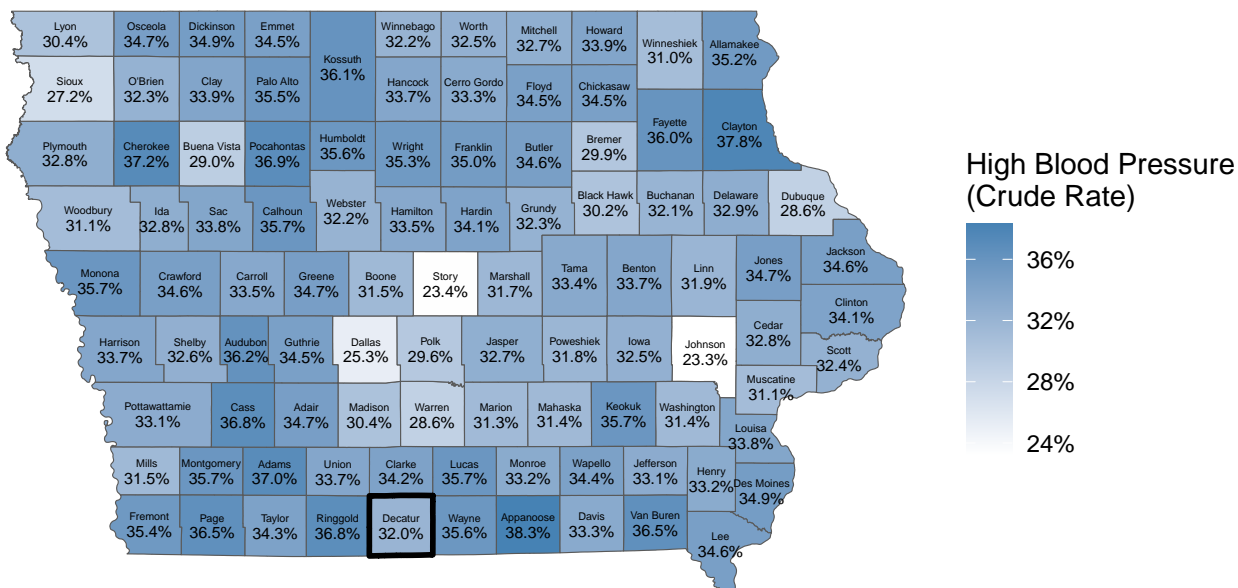 Lyon
30.4%
Osceola
34.7%
Dickinson
34.9%
Emmet
34.5%
Kossuth
36.1%
Winnebago
32.2%
Worth
32.5%
Mitchell
32.7%
Howard
33.9%
Winneshiek
31.0%
Allamakee
35.2%
Sioux
27.2%
O'Brien
32.3%
Clay
33.9%
Palo Alto
35.5%
Hancock
33.7%
Cerro Gordo
33.3%
Floyd
34.5%
Chickasaw
34.5%
Plymouth
32.8%
Cherokee
37.2%
Buena Vista
29.0%
Pocahontas
36.9%
Humboldt
35.6%
Wright
35.3%
Franklin
35.0%
Butler
34.6%
Bremer
29.9%
Fayette
36.0%
Clayton
37.8%
Woodbury
31.1%
Ida
32.8%
Sac
33.8%
Calhoun
35.7%
Webster
32.2%
Hamilton
33.5%
Hardin
34.1%
Grundy
32.3%
Black Hawk
30.2%
Buchanan
32.1%
Delaware
32.9%
Dubuque
28.6%
Monona
35.7%
Crawford
34.6%
Carroll
33.5%
Greene
34.7%
Boone
31.5%
Story
23.4%
Marshall
31.7%
Tama
33.4%
Benton
33.7%
Linn
31.9%
Jones
34.7%
Jackson
34.6%
Clinton
34.1%
Harrison
33.7%
Shelby
32.6%
Audubon
36.2%
Guthrie
34.5%
Dallas
25.3%
Polk
29.6%
Jasper
32.7%
Poweshiek
31.8%
Iowa
32.5%
Johnson
23.3%
Cedar
32.8%
Scott
32.4%
Muscatine
31.1%
Pottawattamie
33.1%
Cass
36.8%
Adair
34.7%
Madison
30.4%
Warren
28.6%
Marion
31.3%
Mahaska
31.4%
Keokuk
35.7%
Washington
31.4%
Louisa
33.8%
Mills
31.5%
Montgomery
35.7%
Adams
37.0%
Union
33.7%
Clarke
34.2%
Lucas
35.7%
Monroe
33.2%
Wapello
34.4%
Jefferson
33.1%
Henry
33.2%
Des Moines
34.9%
Fremont
35.4%
Page
36.5%
Taylor
34.3%
Ringgold
36.8%
Decatur
32.0%
Wayne
35.6%
Appanoose
38.3%
Davis
33.3%
Van Buren
36.5%
Lee
34.6%
High Blood Pressure
(Crude Rate)
36%
32%
28%
24%